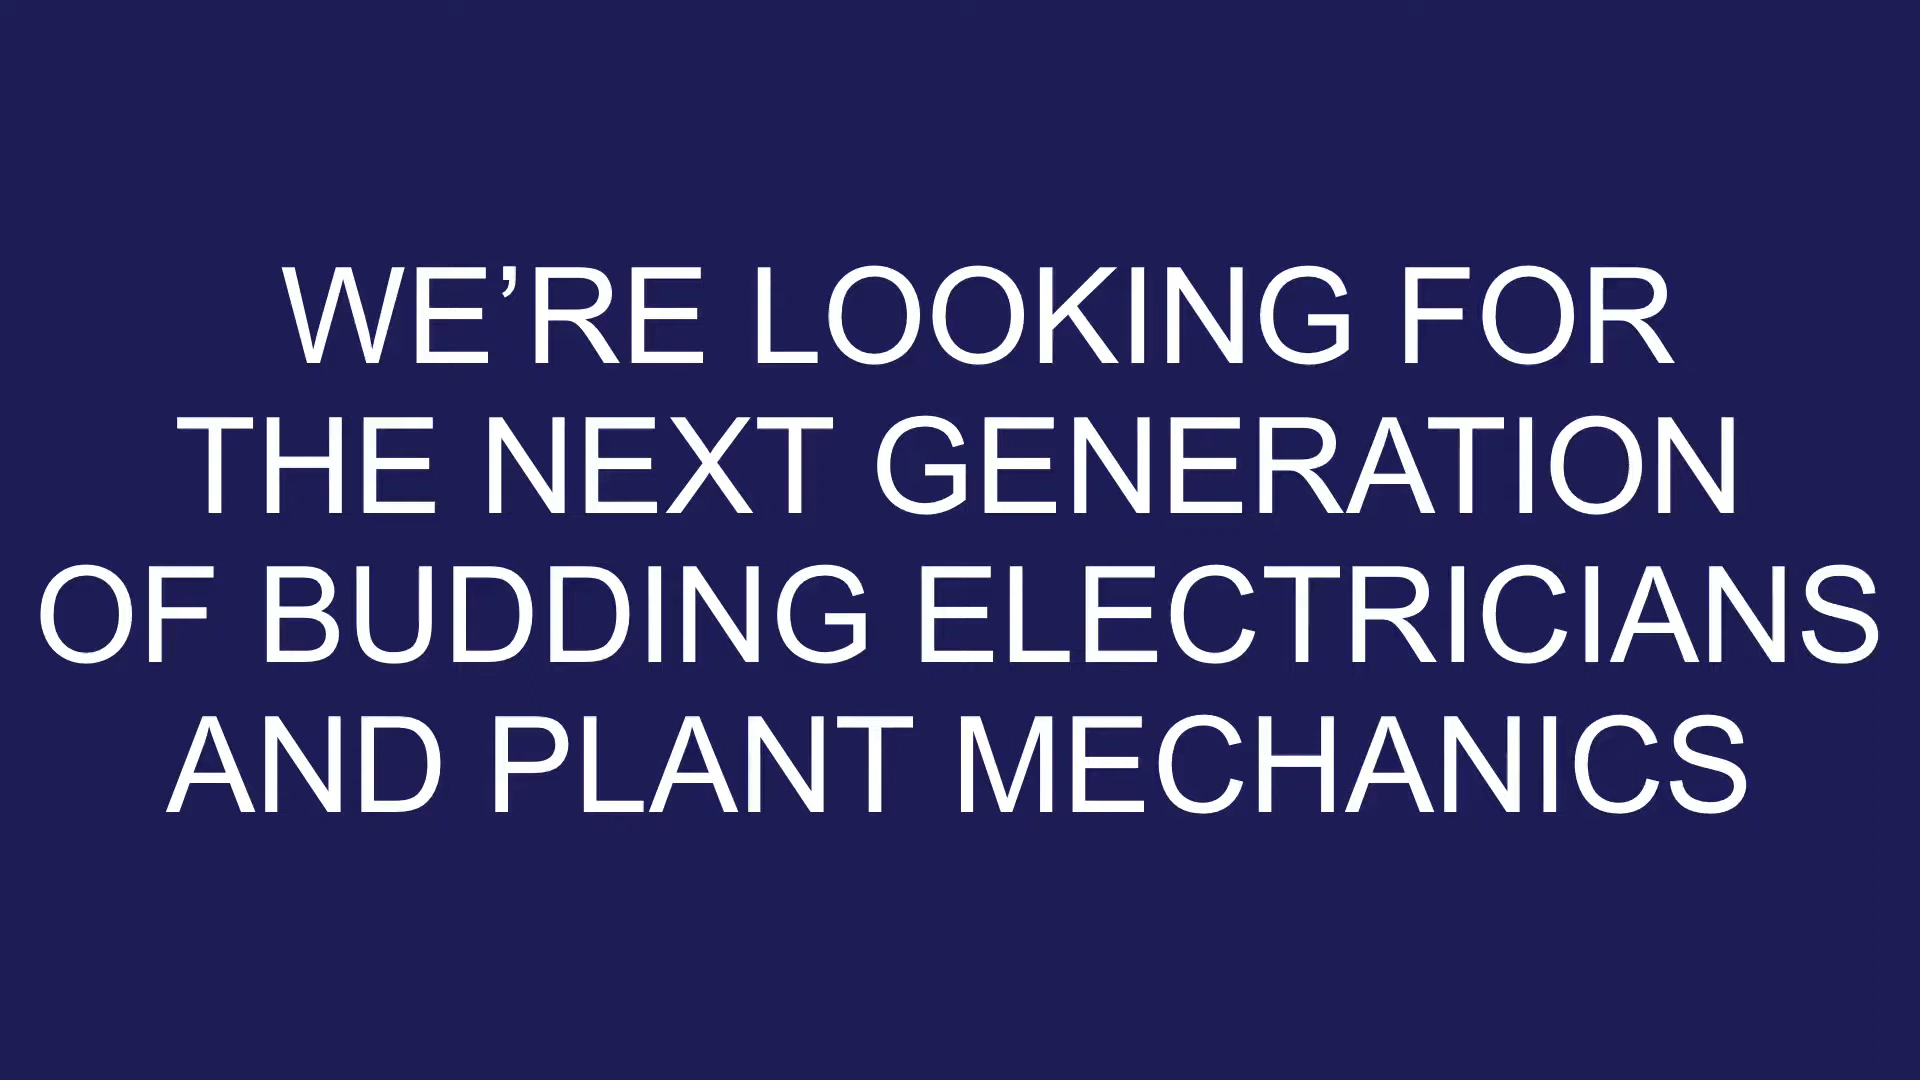 WE’RE LOOKING FOR
THE NEXT GENERATION
OF BUDDING ELECTRICIANS
AND PLANT MECHANICS